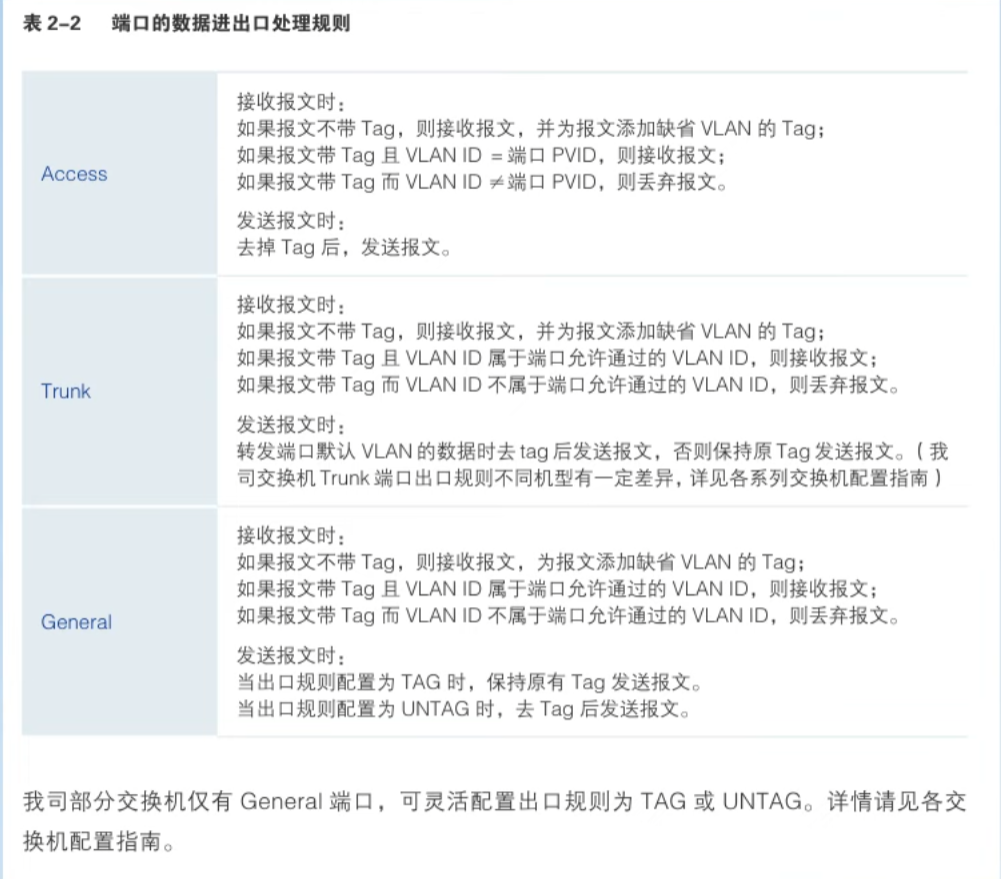 表 2-2 端口的数据进出口处理规则
Access
接收报文时：
如果报文不带 Tag，则接收报文，并为报文添加缺省 VLAN 的 Tag；
如果报文带 Tag 且 VLAN ID =端口 PVID，则接收报文；
如果报文带 Tag 而 VLAN ID ≠端口 PVID，则丢弃报文。
发送报文时：
去掉 Tag 后，发送报文。
Trunk
接收报文时：
如果报文不带 Tag，则接收报文，并为报文添加缺省 VLAN 的 Tag；
如果报文带 Tag 且 VLAN ID 属于端口允许通过的 VLAN ID，则接收报文；
如果报文带 Tag 而 VLAN ID 不属于端口允许通过的 VLAN ID，则丢弃报文。
发送报文时：
转发端口默认 VLAN 的数据时去 tag 后发送报文，否则保持原 Tag 发送报文。（我
司交换机 Trunk 端口出口规则不同机型有一定差异，详见各系列交换机配置指南）
General
接收报文时：
如果报文不带 Tag，则接收报文，为报文添加缺省 VLAN 的 Tag；
如果报文带 Tag 且 VLAN ID 属于端口允许通过的 VLAN ID，则接收报文；
如果报文带 Tag 而 VLAN ID 不属于端口允许通过的 VLAN ID，则丢弃报文。
发送报文时：
当出口规则配置为 TAG 时，保持原有 Tag 发送报文。
当出口规则配置为 UNTAG 时，去 Tag 后发送报文。
我司部分交换机仅有 General 端口，可灵活配置出口规则为 TAG 或 UNTAG。详情请见各交
换机配置指南。